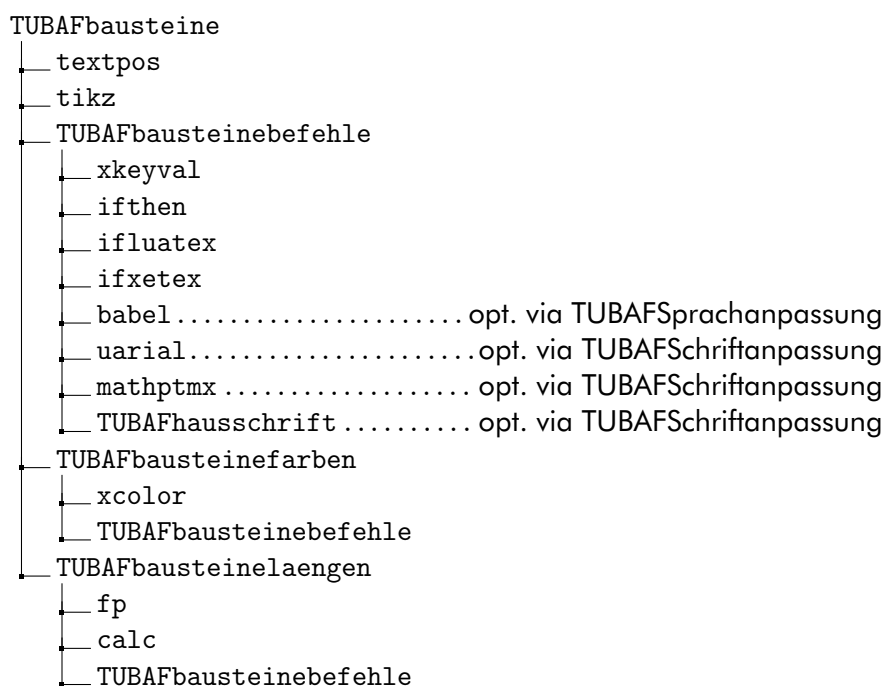 TUBAFbausteine
textpos
tikz
TUBAFbausteinebefehle
xkeyval
ifthen
ifluatex
ifxetex
babel ...................... opt. via TUBAFSprachanpassung
uarial ...................... opt. via TUBAFSchriftanpassung
mathptmx ................... opt. via TUBAFSchriftanpassung
TUBAFhausschrift .......... opt. via TUBAFSchriftanpassung
TUBAFbausteinefarben
xcolor
TUBAFbausteinebefehle
TUBAFbausteinelaengen
fp
calc
TUBAFbausteinebefehle